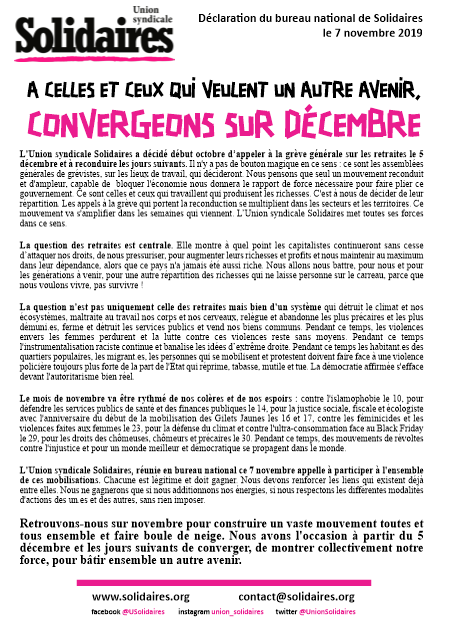 Union
syndicale
Solidaires
Déclaration du bureau national de Solidaires
le 7 novembre 2019
A CELLES ET CEUX QUI VEULENT UN AUTRE AVENIR,
CONVERGEONS SUR DÉCEMBRE
L'Union syndicale Solidaires a décidé début octobre d'appeler à la grève générale sur les retraites le 5
décembre et à reconduire les jours suivants. Il n'y a pas de bouton magique en ce sens : ce sont les assemblées
générales de grévistes, sur les lieux de travail, qui décideront. Nous pensons que seul un mouvement reconduit
et d'ampleur, capable de bloquer l'économie nous donnera le rapport de force nécessaire pour faire plier ce
gouvernement. Ce sont celles et ceux qui travaillent qui produisent les richesses. C'est à nous de décider de leur
répartition. Les appels à la grève qui portent la reconduction se multiplient dans les secteurs et les territoires. Ce
mouvement va s'amplifier dans les semaines qui viennent. L'Union syndicale Solidaires met toutes ses forces
dans ce sens.
La question des retraites est centrale. Elle montre à quel point les capitalistes continueront sans cesse
d'attaquer nos droits, de nous pressuriser, pour augmenter leurs richesses et profits et nous maintenir au maximum
dans leur dépendance, alors que ce pays n'a jamais été aussi riche. Nous allons nous battre, pour nous et pour
les générations à venir, pour une autre répartition des richesses qui ne laisse personne sur le carreau, parce que
nous voulons vivre, pas survivre !
La question n'est pas uniquement celle des retraites mais bien d'un système qui détruit le climat et nos
écosystèmes, maltraite au travail nos corps et nos cerveaux, relègue et abandonne les plus précaires et les plus
démuni.es, ferme et détruit les services publics et vend nos biens communs. Pendant ce temps, les violences
envers les femmes perdurent et la lutte contre ces violences reste sans moyens. Pendant ce temps
l'instrumentalisation raciste continue et banalise les idées d'extrême droite. Pendant ce temps les habitant.es des
quartiers populaires, les migrant.es, les personnes qui se mobilisent et protestent doivent faire face à une violence
policière toujours plus forte de la part de l'Etat qui réprime, tabasse, mutile et tue. La démocratie affirmée s'efface
devant l'autoritarisme bien réel.
Le mois de novembre va être rythmé de nos colères et de nos espoirs : contre l'islamophobie le 10, pour
défendre les services publics de santé et des finances publiques le 14, pour la justice sociale, fiscale et écologiste
avec l'anniversaire du début de la mobilisation des Gilets Jaunes les 16 et 17, contre les féminicides et les
violences faites aux femmes le 23, pour la défense du climat et contre l'ultra-consommation face au Black Friday
le 29, pour les droits des chômeuses, chômeurs et précaires le 30. Pendant ce temps, des mouvements de révoltes
contre l'injustice et pour un monde meilleur et démocratique se propagent dans le monde.
L'Union syndicale Solidaires, réunie en bureau national ce 7 novembre appelle à participer à l'ensemble
de ces mobilisations. Chacune est légitime et doit gagner. Nous devons renforcer les liens qui existent déjà
entre elles. Nous ne gagnerons que si nous additionnons nos énergies, si nous respectons les différentes modalités
d'actions des un.es et des autres, sans rien imposer.
Retrouvons-nous sur novembre pour construire un vaste mouvement toutes et
tous ensemble et faire boule de neige. Nous avons l'occasion à partir du 5
décembre et les jours suivants de converger, de montrer collectivement notre
force, pour bâtir ensemble un autre avenir.
www.solidaires.org contact@solidaires.org
facebook @USolidaires instagram union_solidaires twitter @UnionSolidaires